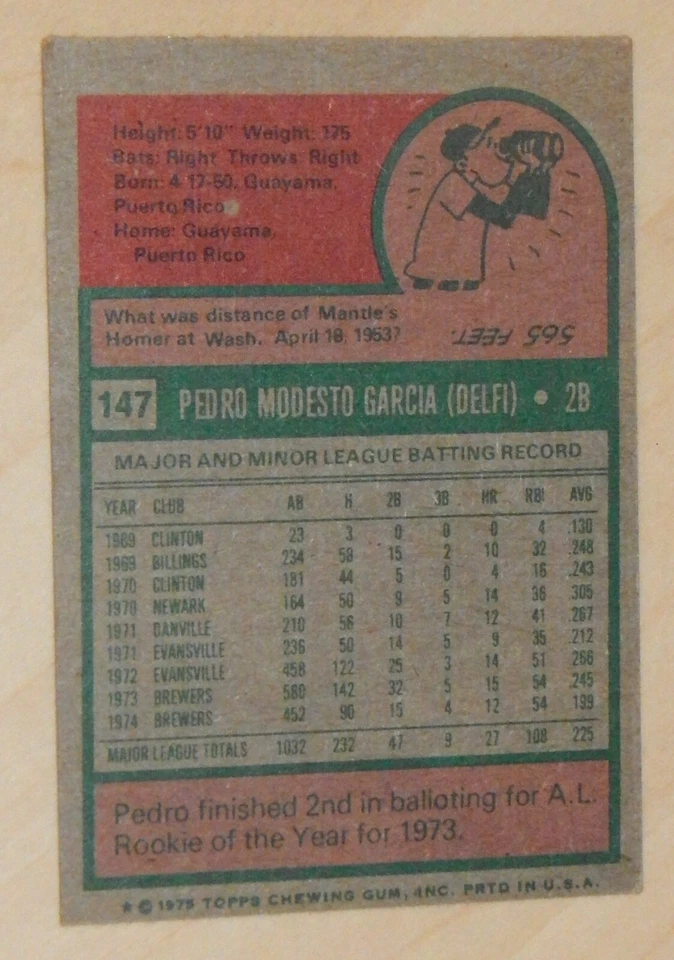 Height: 5'10" Weight: 175
Bats: Right Throws Right
Born: 4-17-50, Guayama,
Puerto Rico
Home: Guayama,
Puerto Rico
What was distance of Mantle's
Homer at Wash. April 18, 1953?
565 FEET.
147 PEDRO MODESTO GARCIA (DELFI) • 2B
MAJOR AND MINOR LEAGUE BATTING RECORD
YEAR CLUB AB H 2B 3B HR RBI AVG
1969 CLINTON 23 3 0 0 0 4 .130
1969 BILLINGS 234 58 15 2 10 32 .248
1970 CLINTON 181 44 5 0 4 16 .243
1970 NEWARK 164 50 9 5 14 36 .305
1971 DANVILLE 210 56 10 7 12 41 .267
1971 EVANSVILLE 236 50 14 5 9 35 .212
1972 EVANSVILLE 458 122 25 3 14 51 .266
1973 BREWERS 580 142 32 5 15 54 .245
1974 BREWERS 452 90 15 4 12 54 .199
MAJOR LEAGUE TOTALS 1032 232 47 9 27 108 .225
Pedro finished 2nd in balloting for A.L.
Rookie of the Year for 1973.
★ © 1975 TOPPS CHEWING GUM, INC. PRTD IN U.S.A.